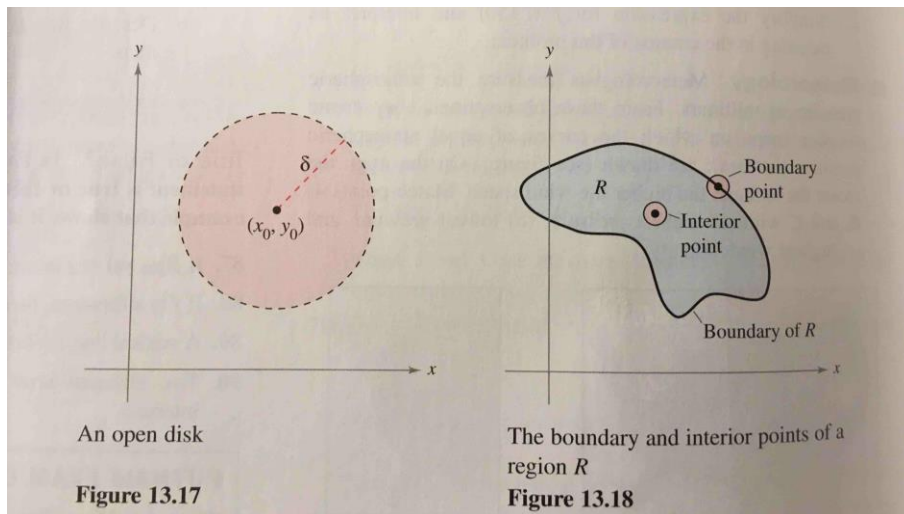 y
δ
(x₀, y₀)
x
An open disk
Figure 13.17
y
R
Boundary
point
Interior
point
Boundary of R
x
The boundary and interior points of a
region R
Figure 13.18